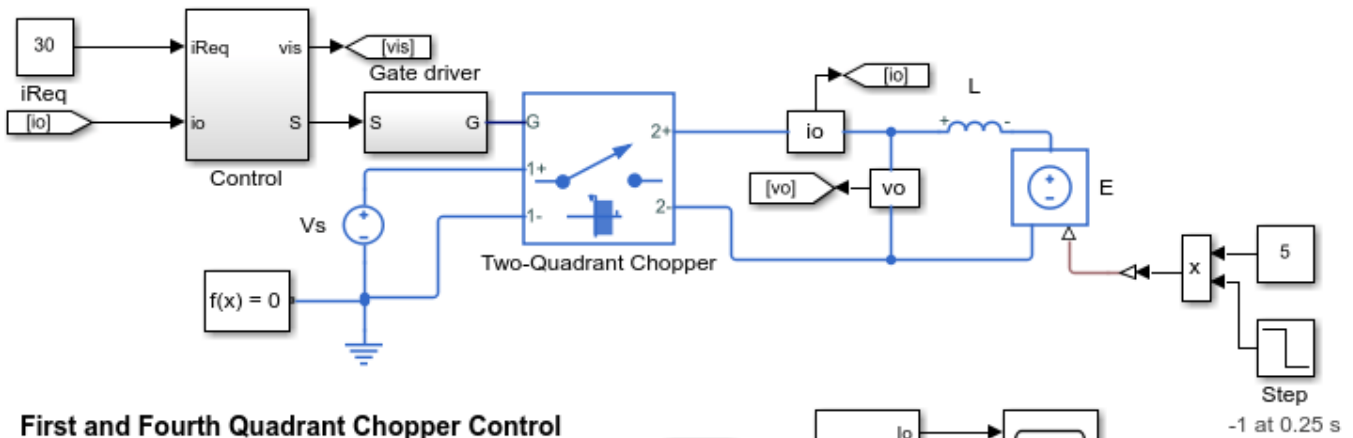 30
iReq
[io]
iReq
io
vis
S
Control
[vis]
Gate driver
S
G
G
1+
1-
2+
2-
Two-Quadrant Chopper
Vs
f(x) = 0
io
[io]
[vo]
vo
L
+
-
E
x
5
Step
-1 at 0.25 s
First and Fourth Quadrant Chopper Control